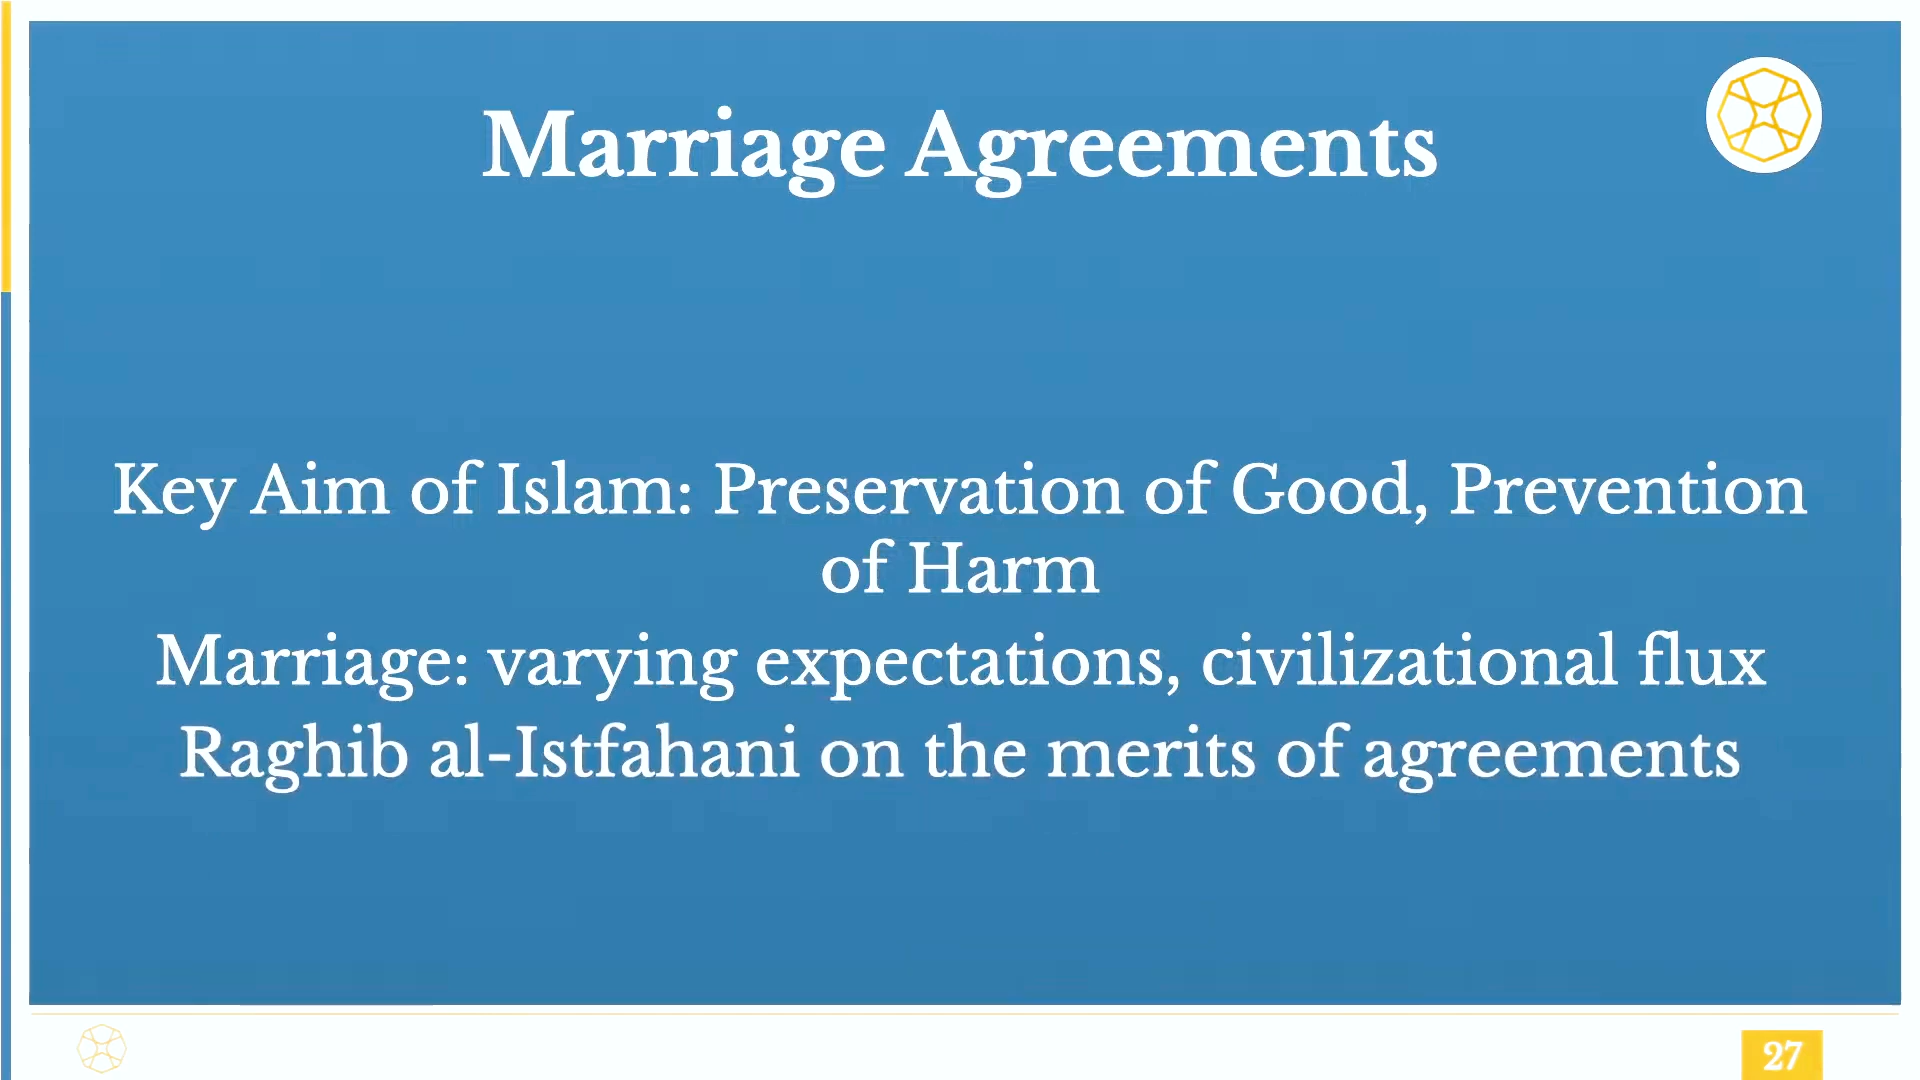 Marriage Agreements
Key Aim of Islam: Preservation of Good, Prevention
of Harm
Marriage: varying expectations, civilizational flux
Raghib al-Istfahani on the merits of agreements
27